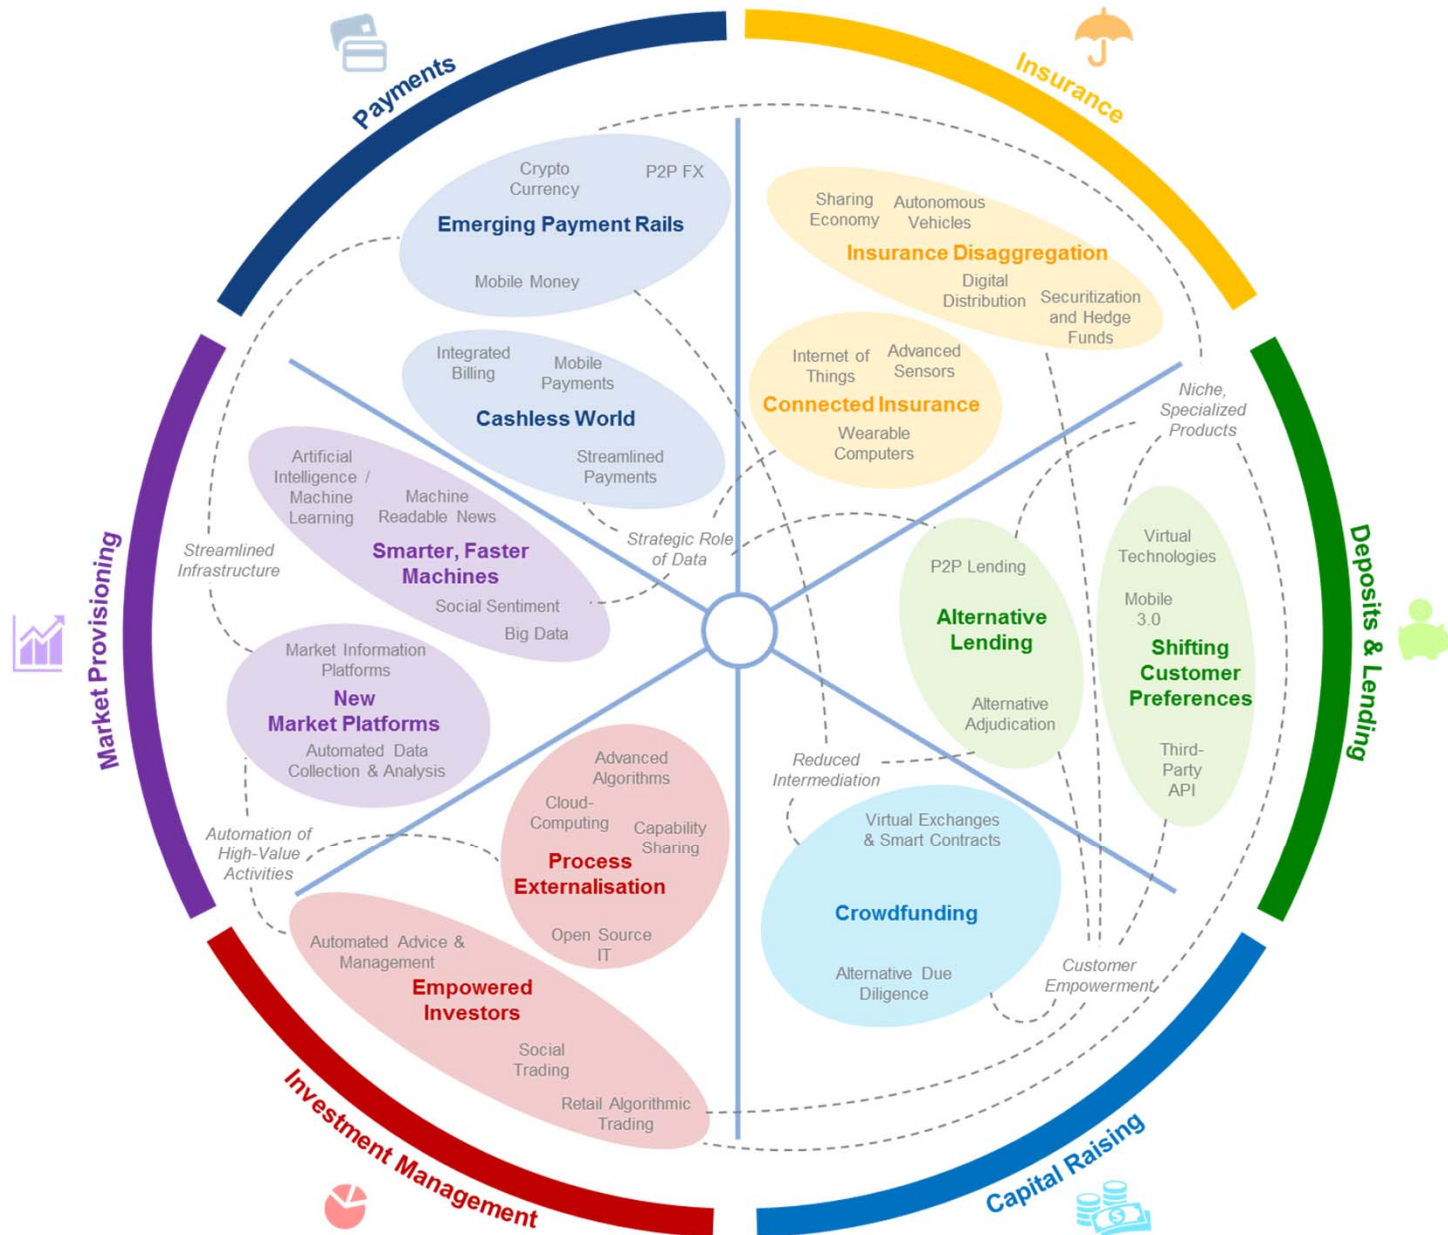 Payments
Crypto
Currency
P2P FX
Emerging Payment Rails
Mobile Money
Integrated
Billing
Mobile
Payments
Cashless World
Streamlined
Payments
Insurance
Sharing
Economy
Autonomous
Vehicles
Insurance Disaggregation
Digital
Distribution
Securitization
and Hedge
Funds
Internet of
Things
Advanced
Sensors
Connected Insurance
Wearable
Computers
Niche,
Specialized
Products
Market Provisioning
Artificial
Intelligence /
Machine
Learning
Machine
Readable News
Smarter, Faster
Machines
Social Sentiment
Big Data
Streamlined
Infrastructure
Strategic Role
of Data
Market Information
Platforms
New
Market Platforms
Automated Data
Collection & Analysis
Deposits & Lending
P2P Lending
Alternative
Lending
Alternative
Adjudication
Virtual
Technologies
Mobile
3.0
Shifting
Customer
Preferences
Third-
Party
API
Automation of
High-Value
Activities
Reduced
Intermediation
Investment Management
Advanced
Algorithms
Cloud-
Computing
Capability
Sharing
Process
Externalisation
Open Source
IT
Automated Advice &
Management
Empowered
Investors
Social
Trading
Retail Algorithmic
Trading
Capital Raising
Virtual Exchanges
& Smart Contracts
Crowdfunding
Alternative Due
Diligence
Customer
Empowerment